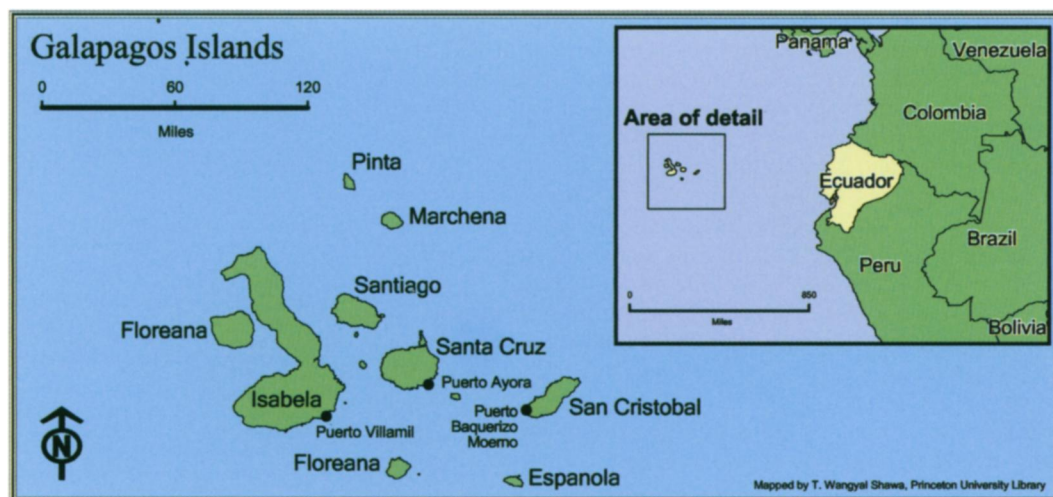 Galapagos Islands
0 60 120
Miles
Pinta
Marchena
Santiago
Floreana
Santa Cruz
Puerto Ayora
Isabela
Puerto Villamil
San Cristobal
Puerto
Baquerizo
Moerno
Floreana
Espanola
N
Panama
Venezuela
Colombia
Area of detail
Ecuador
Brazil
Peru
0 850
Miles
Bolivia
Mapped by T. Wangyal Shawa, Princeton University Library